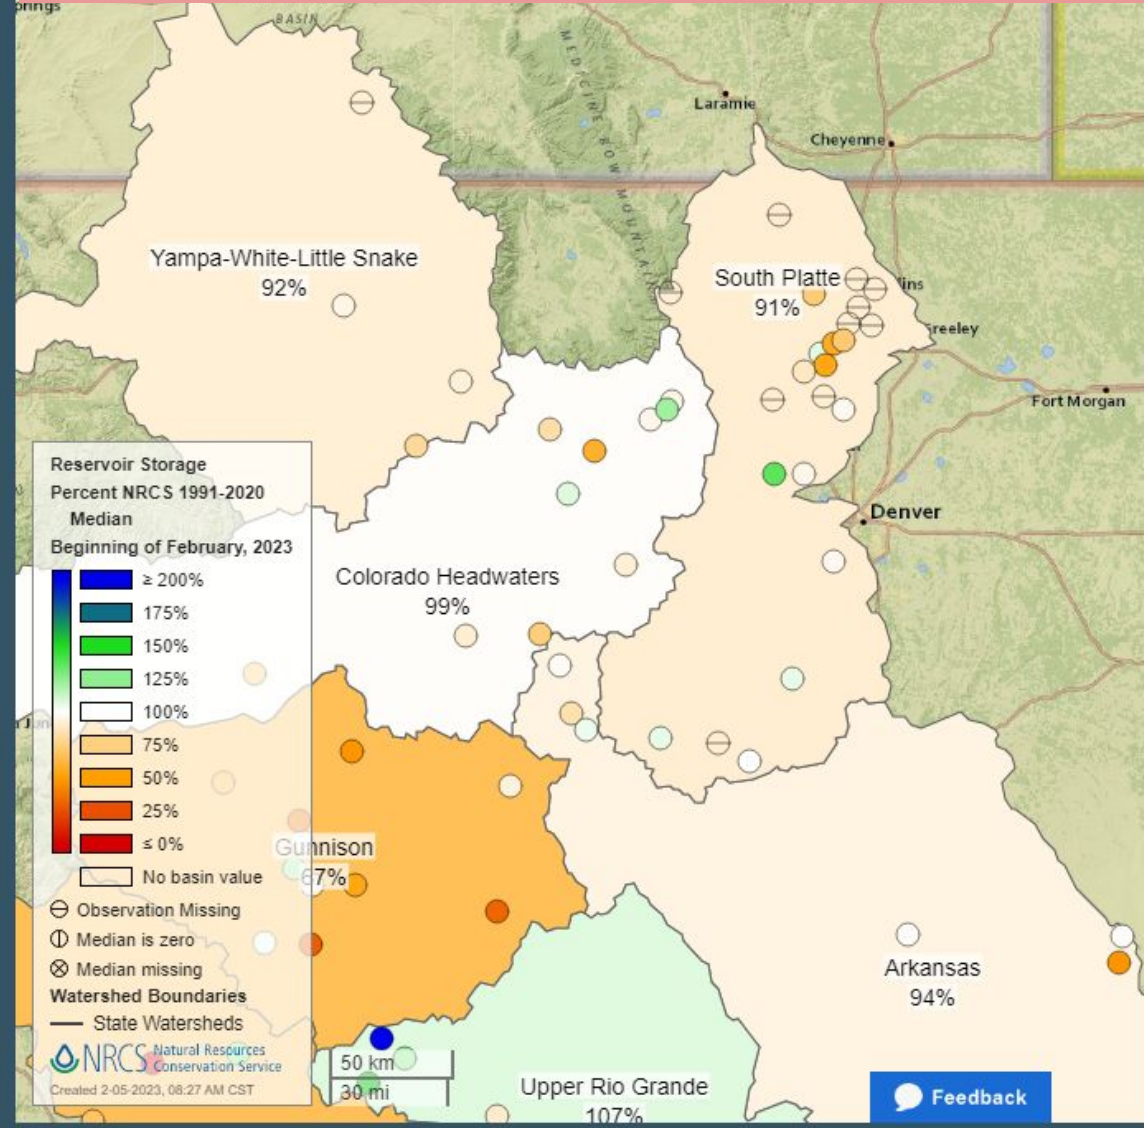 BASIN
MEDICINE BOW MOUNTAIN
Laramie
Cheyenne
Yampa-White-Little Snake
92%
South Platte
91%
Fort Morgan
Denver
Colorado Headwaters
99%
Gunnison
67%
Arkansas
94%
Upper Rio Grande
107%
Reservoir Storage
Percent NRCS 1991-2020
Median
Beginning of February, 2023
≥ 200%
175%
150%
125%
100%
75%
50%
25%
≤ 0%
No basin value
Observation Missing
Median is zero
Median missing
Watershed Boundaries
State Watersheds
NRCS Natural Resources
Conservation Service
Created 2-05-2023, 08:27 AM CST
50 km
30 mi
Feedback